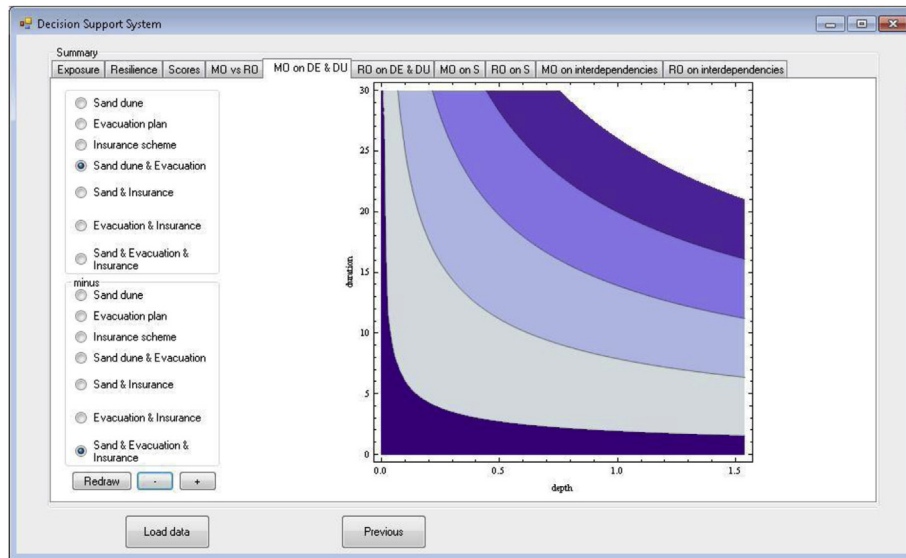 Decision Support System
Summary
Exposure Resilience Scores MO vs RO MO on DE & DU RO on DE & DU MO on S RO on S MO on interdependencies RO on interdependencies
Sand dune
Evacuation plan
Insurance scheme
Sand dune & Evacuation
Sand & Insurance
Evacuation & Insurance
Sand & Evacuation &
Insurance
minus
Sand dune
Evacuation plan
Insurance scheme
Sand dune & Evacuation
Sand & Insurance
Evacuation & Insurance
Sand & Evacuation &
Insurance
Redraw - +
30
25
20
15
10
5
0
duration
0.0 0.5 1.0 1.5
depth
Load data Previous